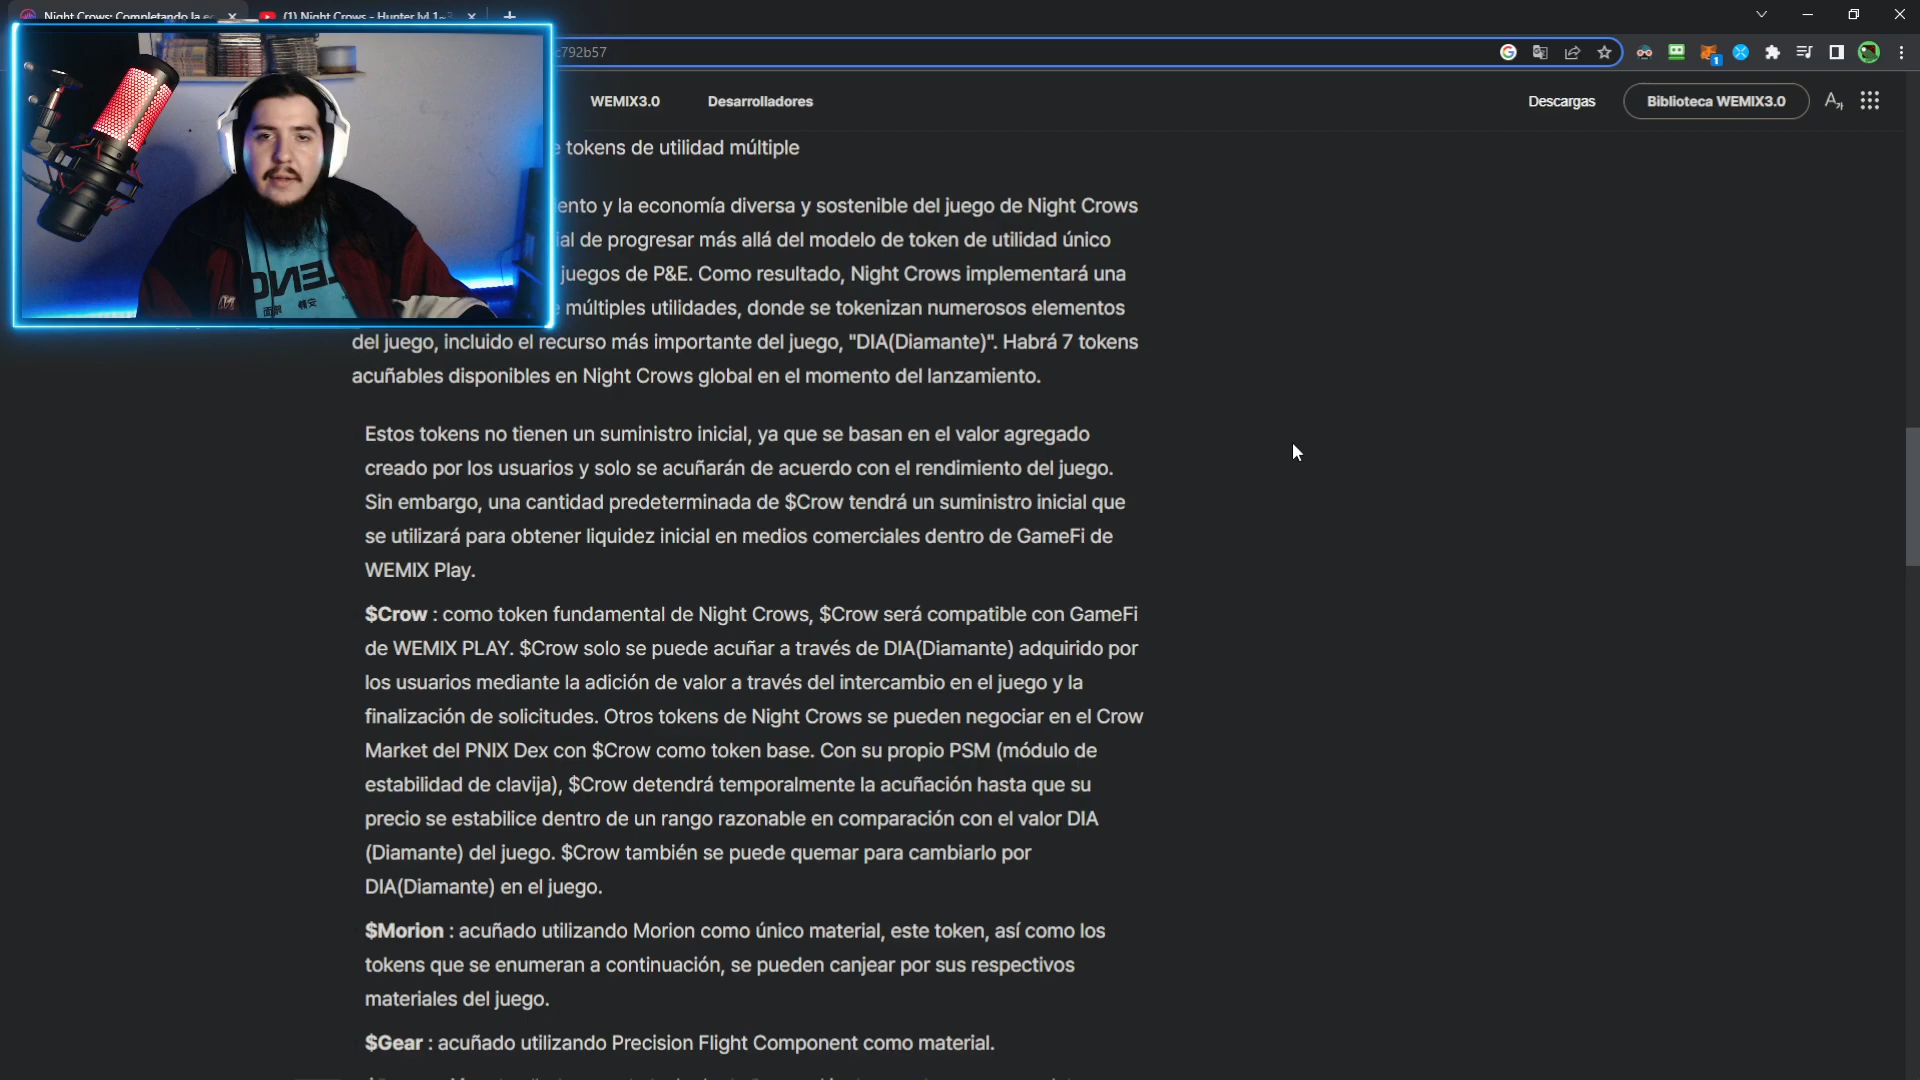 Night Crows: Completando la e
(1) Night Crows - Hunter lvl 1~
792b57
WEMIX3.0
Desarrolladores
Descargas
Biblioteca WEMIX3.0
tokens de utilidad múltiple
ento y la economía diversa y sostenible del juego de Night Crows
ial de progresar más allá del modelo de token de utilidad único
juegos de P&E. Como resultado, Night Crows implementará una
múltiples utilidades, donde se tokenizan numerosos elementos
del juego, incluido el recurso más importante del juego, "DIA(Diamante)". Habrá 7 tokens
acuñables disponibles en Night Crows global en el momento del lanzamiento.
Estos tokens no tienen un suministro inicial, ya que se basan en el valor agregado
creado por los usuarios y solo se acuñarán de acuerdo con el rendimiento del juego.
Sin embargo, una cantidad predeterminada de $Crow tendrá un suministro inicial que
se utilizará para obtener liquidez inicial en medios comerciales dentro de GameFi de
WEMIX Play.
$Crow : como token fundamental de Night Crows, $Crow será compatible con GameFi
de WEMIX PLAY. $Crow solo se puede acuñar a través de DIA(Diamante) adquirido por
los usuarios mediante la adición de valor a través del intercambio en el juego y la
finalización de solicitudes. Otros tokens de Night Crows se pueden negociar en el Crow
Market del PNIX Dex con $Crow como token base. Con su propio PSM (módulo de
estabilidad de clavija), $Crow detendrá temporalmente la acuñación hasta que su
precio se estabilice dentro de un rango razonable en comparación con el valor DIA
(Diamante) del juego. $Crow también se puede quemar para cambiarlo por
DIA(Diamante) en el juego.
$Morion : acuñado utilizando Morion como único material, este token, así como los
tokens que se enumeran a continuación, se pueden canjear por sus respectivos
materiales del juego.
$Gear : acuñado utilizando Precision Flight Component como material.